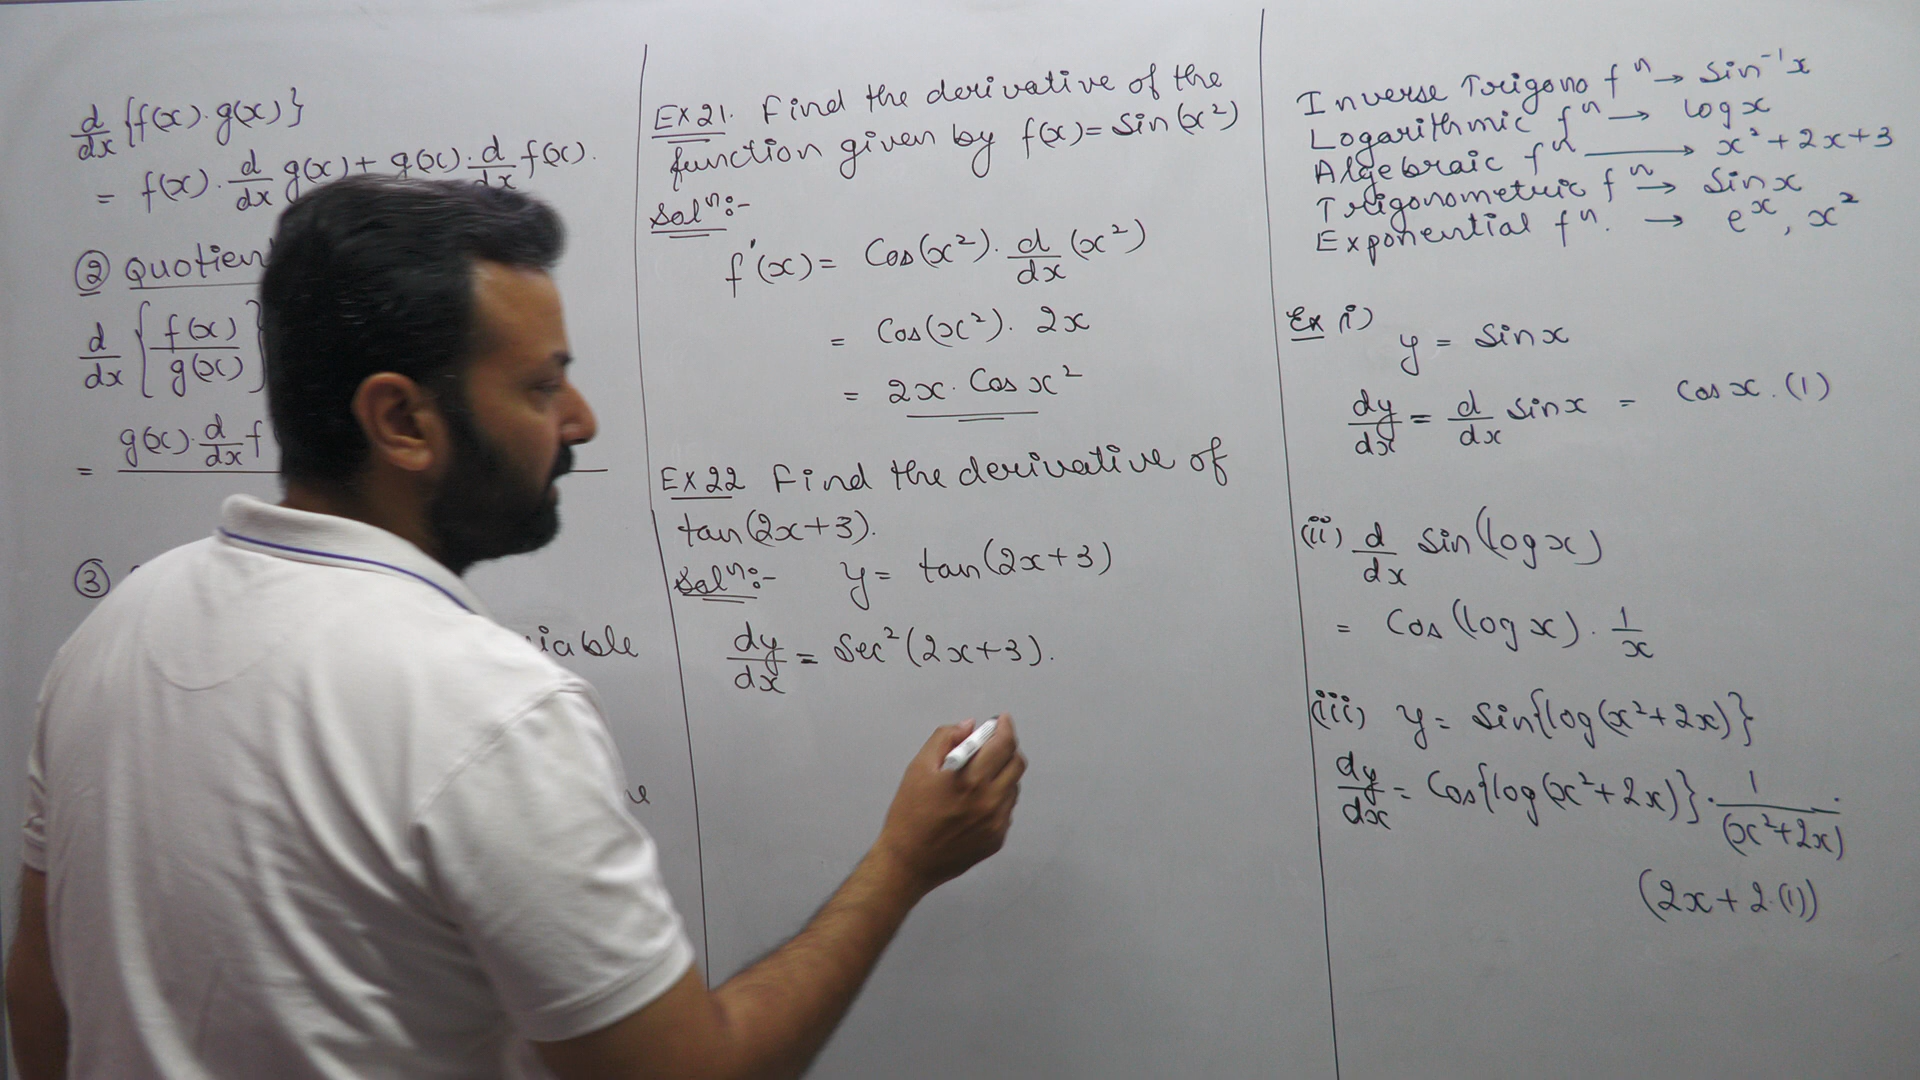 d/dx {f(x)·g(x)}
= f(x)· d/dx g(x) + g(x)· d/dx f(x).
② Quotien
d/dx { f(x)/g(x) }
= g(x)· d/dx f
③
iable
Ex 21. Find the derivative of the
function given by f(x) = Sin(x²)
Solⁿ:-
f'(x) = Cos(x²)· d/dx (x²)
= Cos(x²)· 2x
= 2x· Cos x²
Ex 22 Find the derivative of
tan(2x+3).
Solⁿ:- y = tan(2x+3)
dy/dx = Sec²(2x+3).
Inverse Trigono fⁿ → Sin⁻¹x
Logarithmic fⁿ → log x
Algebraic fⁿ → x²+2x+3
Trigonometric fⁿ → Sin x
Exponential fⁿ. → eˣ, x²
Ex i) y = Sin x
dy/dx = d/dx Sin x = Cos x.(1)
(ii) d/dx Sin(log x)
= Cos(log x)· 1/x
(iii) y = Sin{log(x²+2x)}
dy/dx = Cos{log(x²+2x)}· 1/(x²+2x) ·
(2x+2.(1))